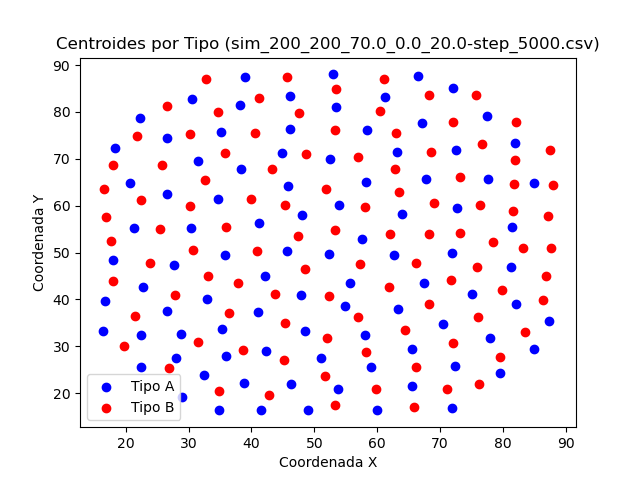 Centroides por Tipo (sim_200_200_70.0_0.0_20.0-step_5000.csv)
90
80
70
60
50
40
30
20
Coordenada Y
Tipo A
Tipo B
20 30 40 50 60 70 80 90
Coordenada X